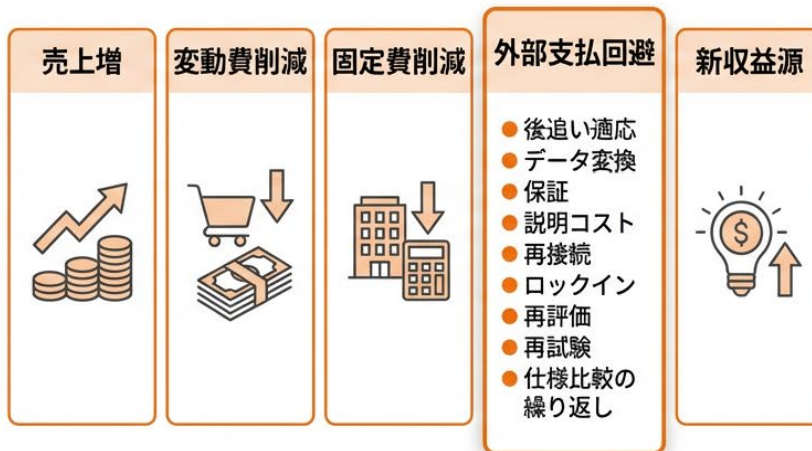 売上増
変動費削減
固定費削減
外部支払回避
● 後追い適応
● データ変換
● 保証
● 説明コスト
● 再接続
● ロックイン
● 再評価
● 再試験
● 仕様比較の
繰り返し
新収益源
$